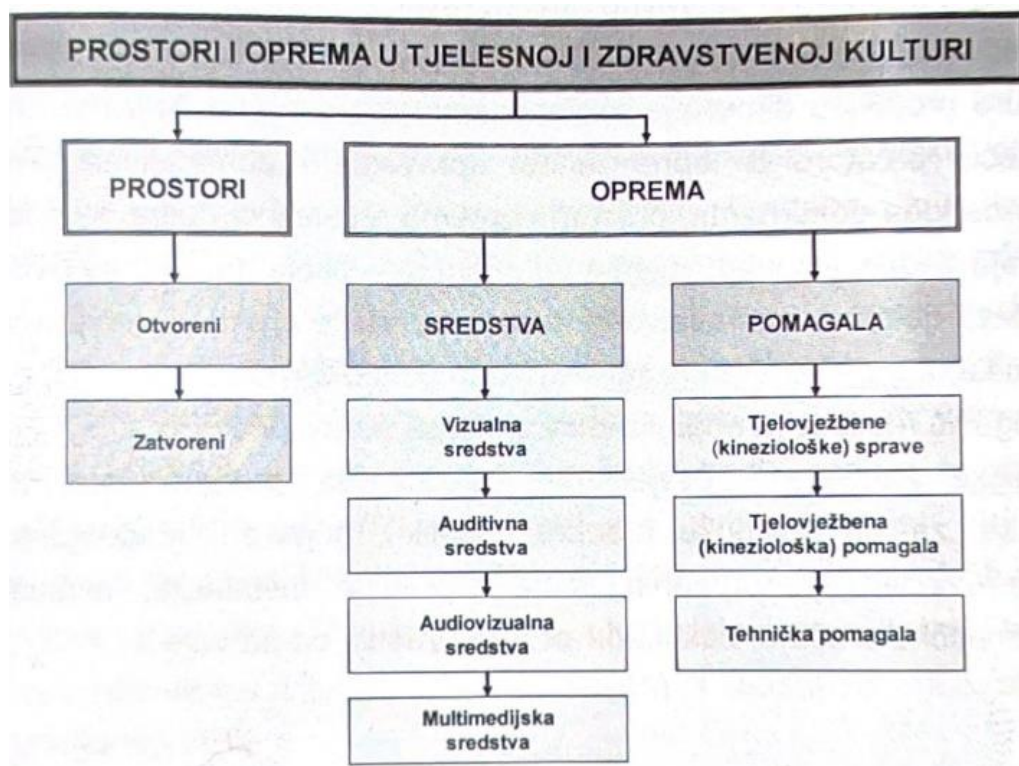 PROSTORI I OPREMA U TJELESNOJ I ZDRAVSTVENOJ KULTURI
PROSTORI
OPREMA
Otvoreni
Zatvoreni
SREDSTVA
Vizualna
sredstva
Auditivna
sredstva
Audiovizualna
sredstva
Multimedijska
sredstva
POMAGALA
Tjelovježbene
(kineziološke) sprave
Tjelovježbena
(kineziološka) pomagala
Tehnička pomagala